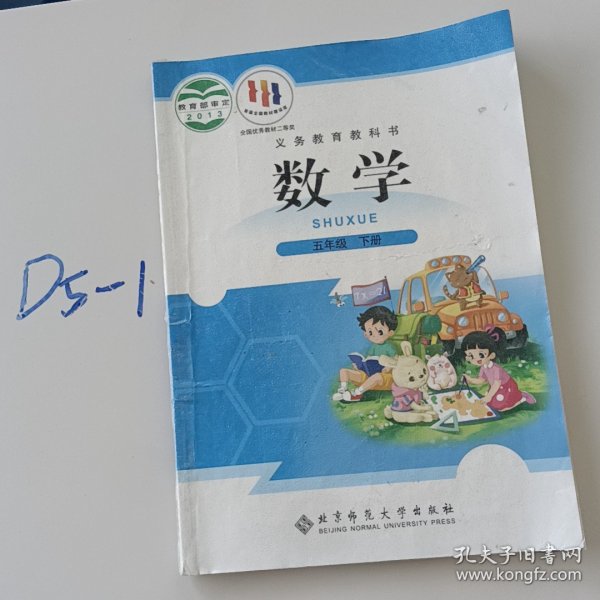 教育部审定
2013
全国优秀教材二等奖
义务教育教科书
数学
SHUXUE
五年级 下册
D5-1
北京师范大学出版社
BEIJING NORMAL UNIVERSITY PRESS
孔夫子旧书网
www.kongfz.com